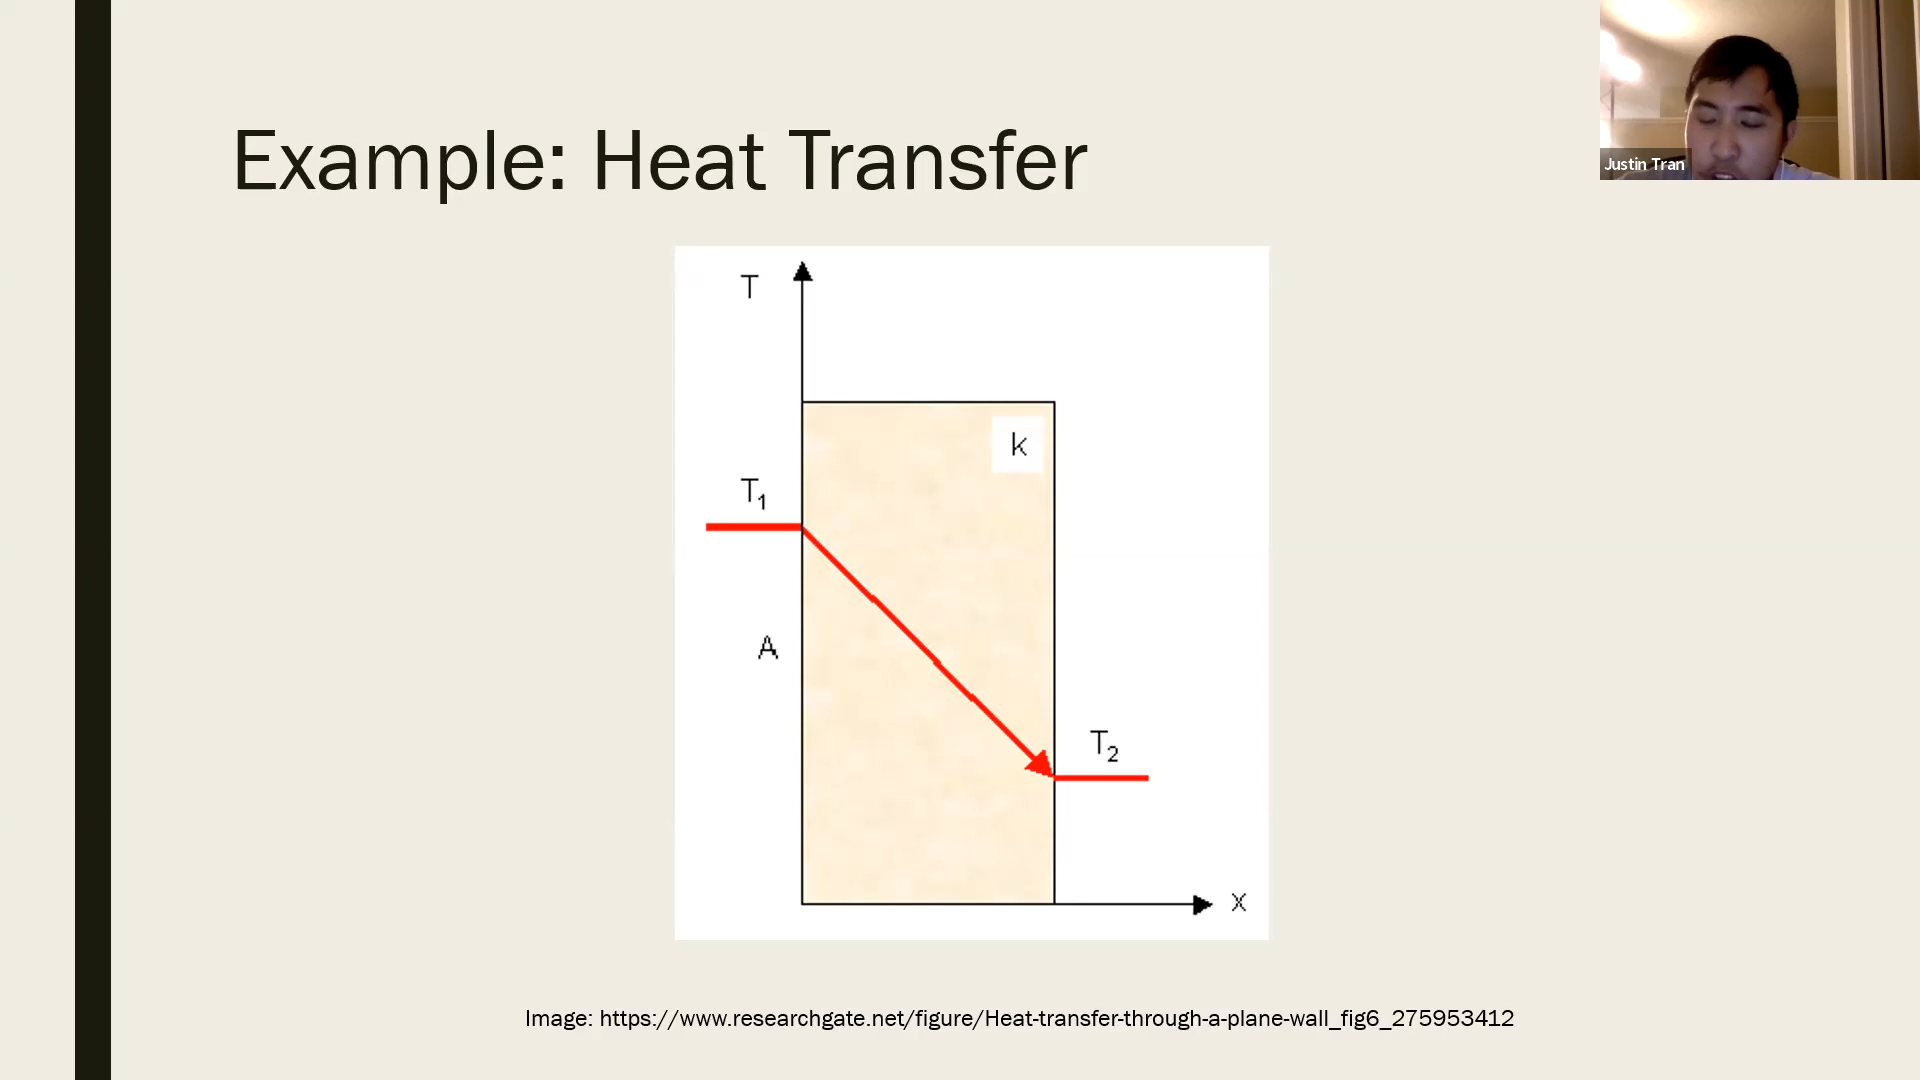 Example: Heat Transfer
Justin Tran
T
k
T₁
A
T₂
X
Image: https://www.researchgate.net/figure/Heat-transfer-through-a-plane-wall_fig6_275953412